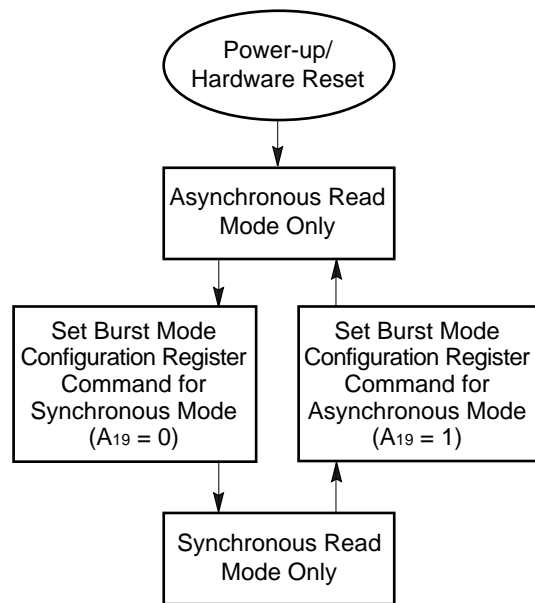 Power-up/
Hardware Reset
Asynchronous Read
Mode Only
Set Burst Mode
Configuration Register
Command for
Synchronous Mode
(A19 = 0)
Set Burst Mode
Configuration Register
Command for
Asynchronous Mode
(A19 = 1)
Synchronous Read
Mode Only